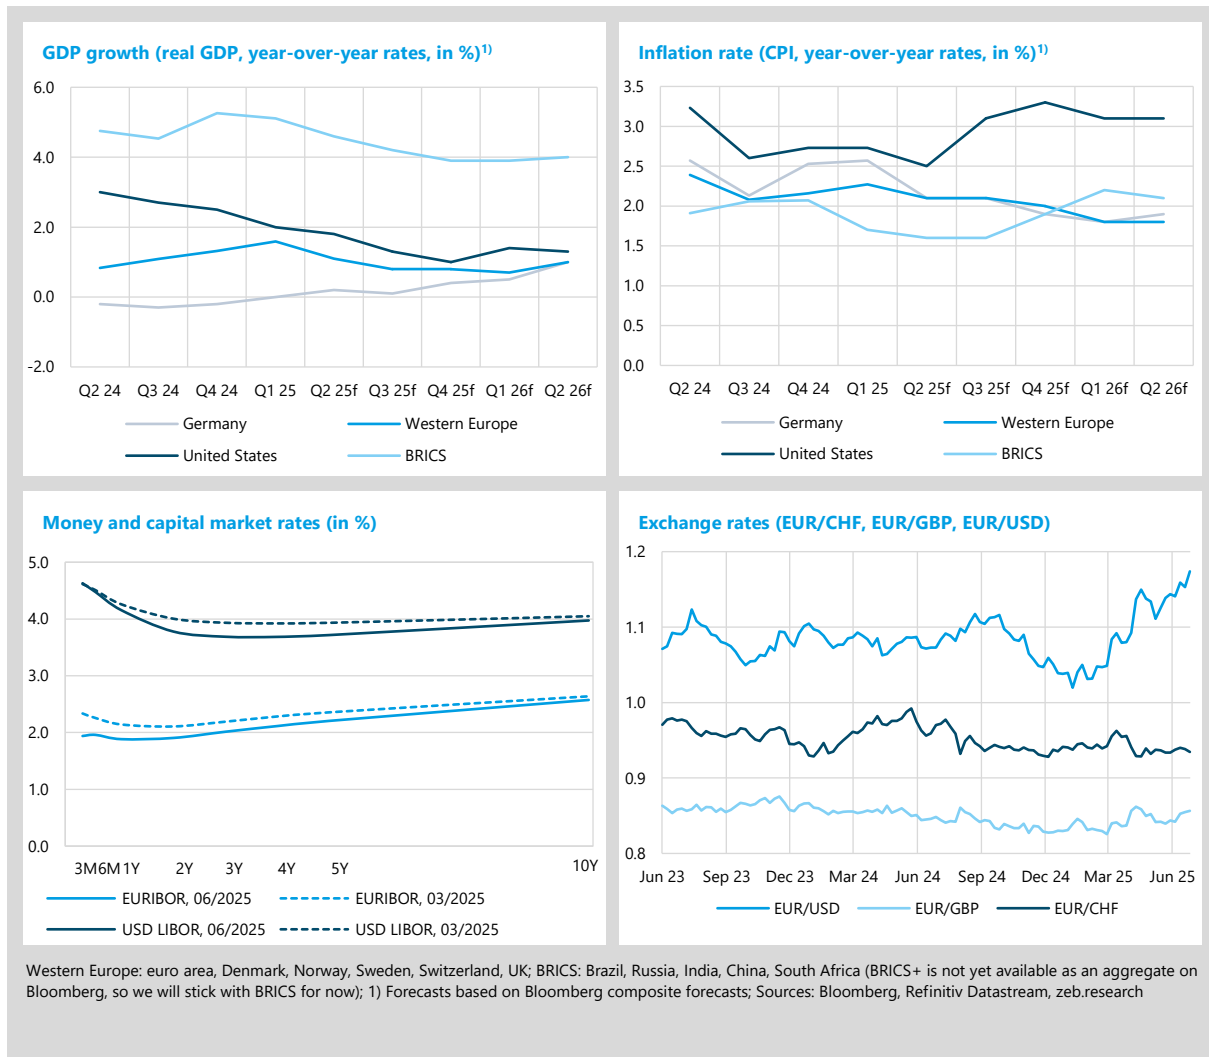 GDP growth (real GDP, year-over-year rates, in %)1)
6.0
4.0
2.0
0.0
-2.0
Q2 24 Q3 24 Q4 24 Q1 25 Q2 25f Q3 25f Q4 25f Q1 26f Q2 26f
Germany Western Europe
United States BRICS
Inflation rate (CPI, year-over-year rates, in %)1)
3.5
3.0
2.5
2.0
1.5
1.0
0.5
0.0
Q2 24 Q3 24 Q4 24 Q1 25 Q2 25f Q3 25f Q4 25f Q1 26f Q2 26f
Germany Western Europe
United States BRICS
Money and capital market rates (in %)
5.0
4.0
3.0
2.0
1.0
0.0
3M 6M 1Y 2Y 3Y 4Y 5Y 10Y
EURIBOR, 06/2025 EURIBOR, 03/2025
USD LIBOR, 06/2025 USD LIBOR, 03/2025
Exchange rates (EUR/CHF, EUR/GBP, EUR/USD)
1.2
1.1
1.0
0.9
0.8
Jun 23 Sep 23 Dec 23 Mar 24 Jun 24 Sep 24 Dec 24 Mar 25 Jun 25
EUR/USD EUR/GBP EUR/CHF
Western Europe: euro area, Denmark, Norway, Sweden, Switzerland, UK; BRICS: Brazil, Russia, India, China, South Africa (BRICS+ is not yet available as an aggregate on
Bloomberg, so we will stick with BRICS for now); 1) Forecasts based on Bloomberg composite forecasts; Sources: Bloomberg, Refinitiv Datastream, zeb.research